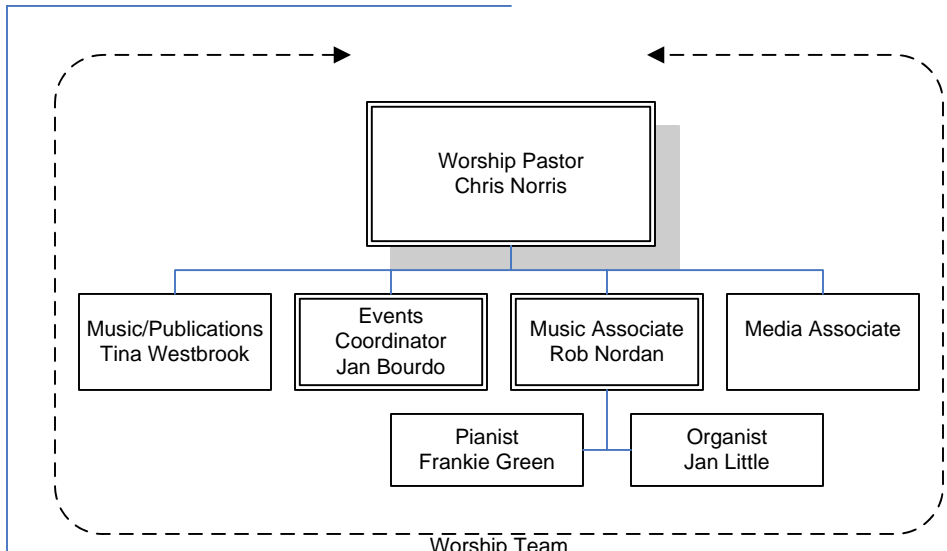 Worship Pastor
Chris Norris
Music/Publications
Tina Westbrook
Events
Coordinator
Jan Bourdo
Music Associate
Rob Nordan
Media Associate
Pianist
Frankie Green
Organist
Jan Little
Worship Team